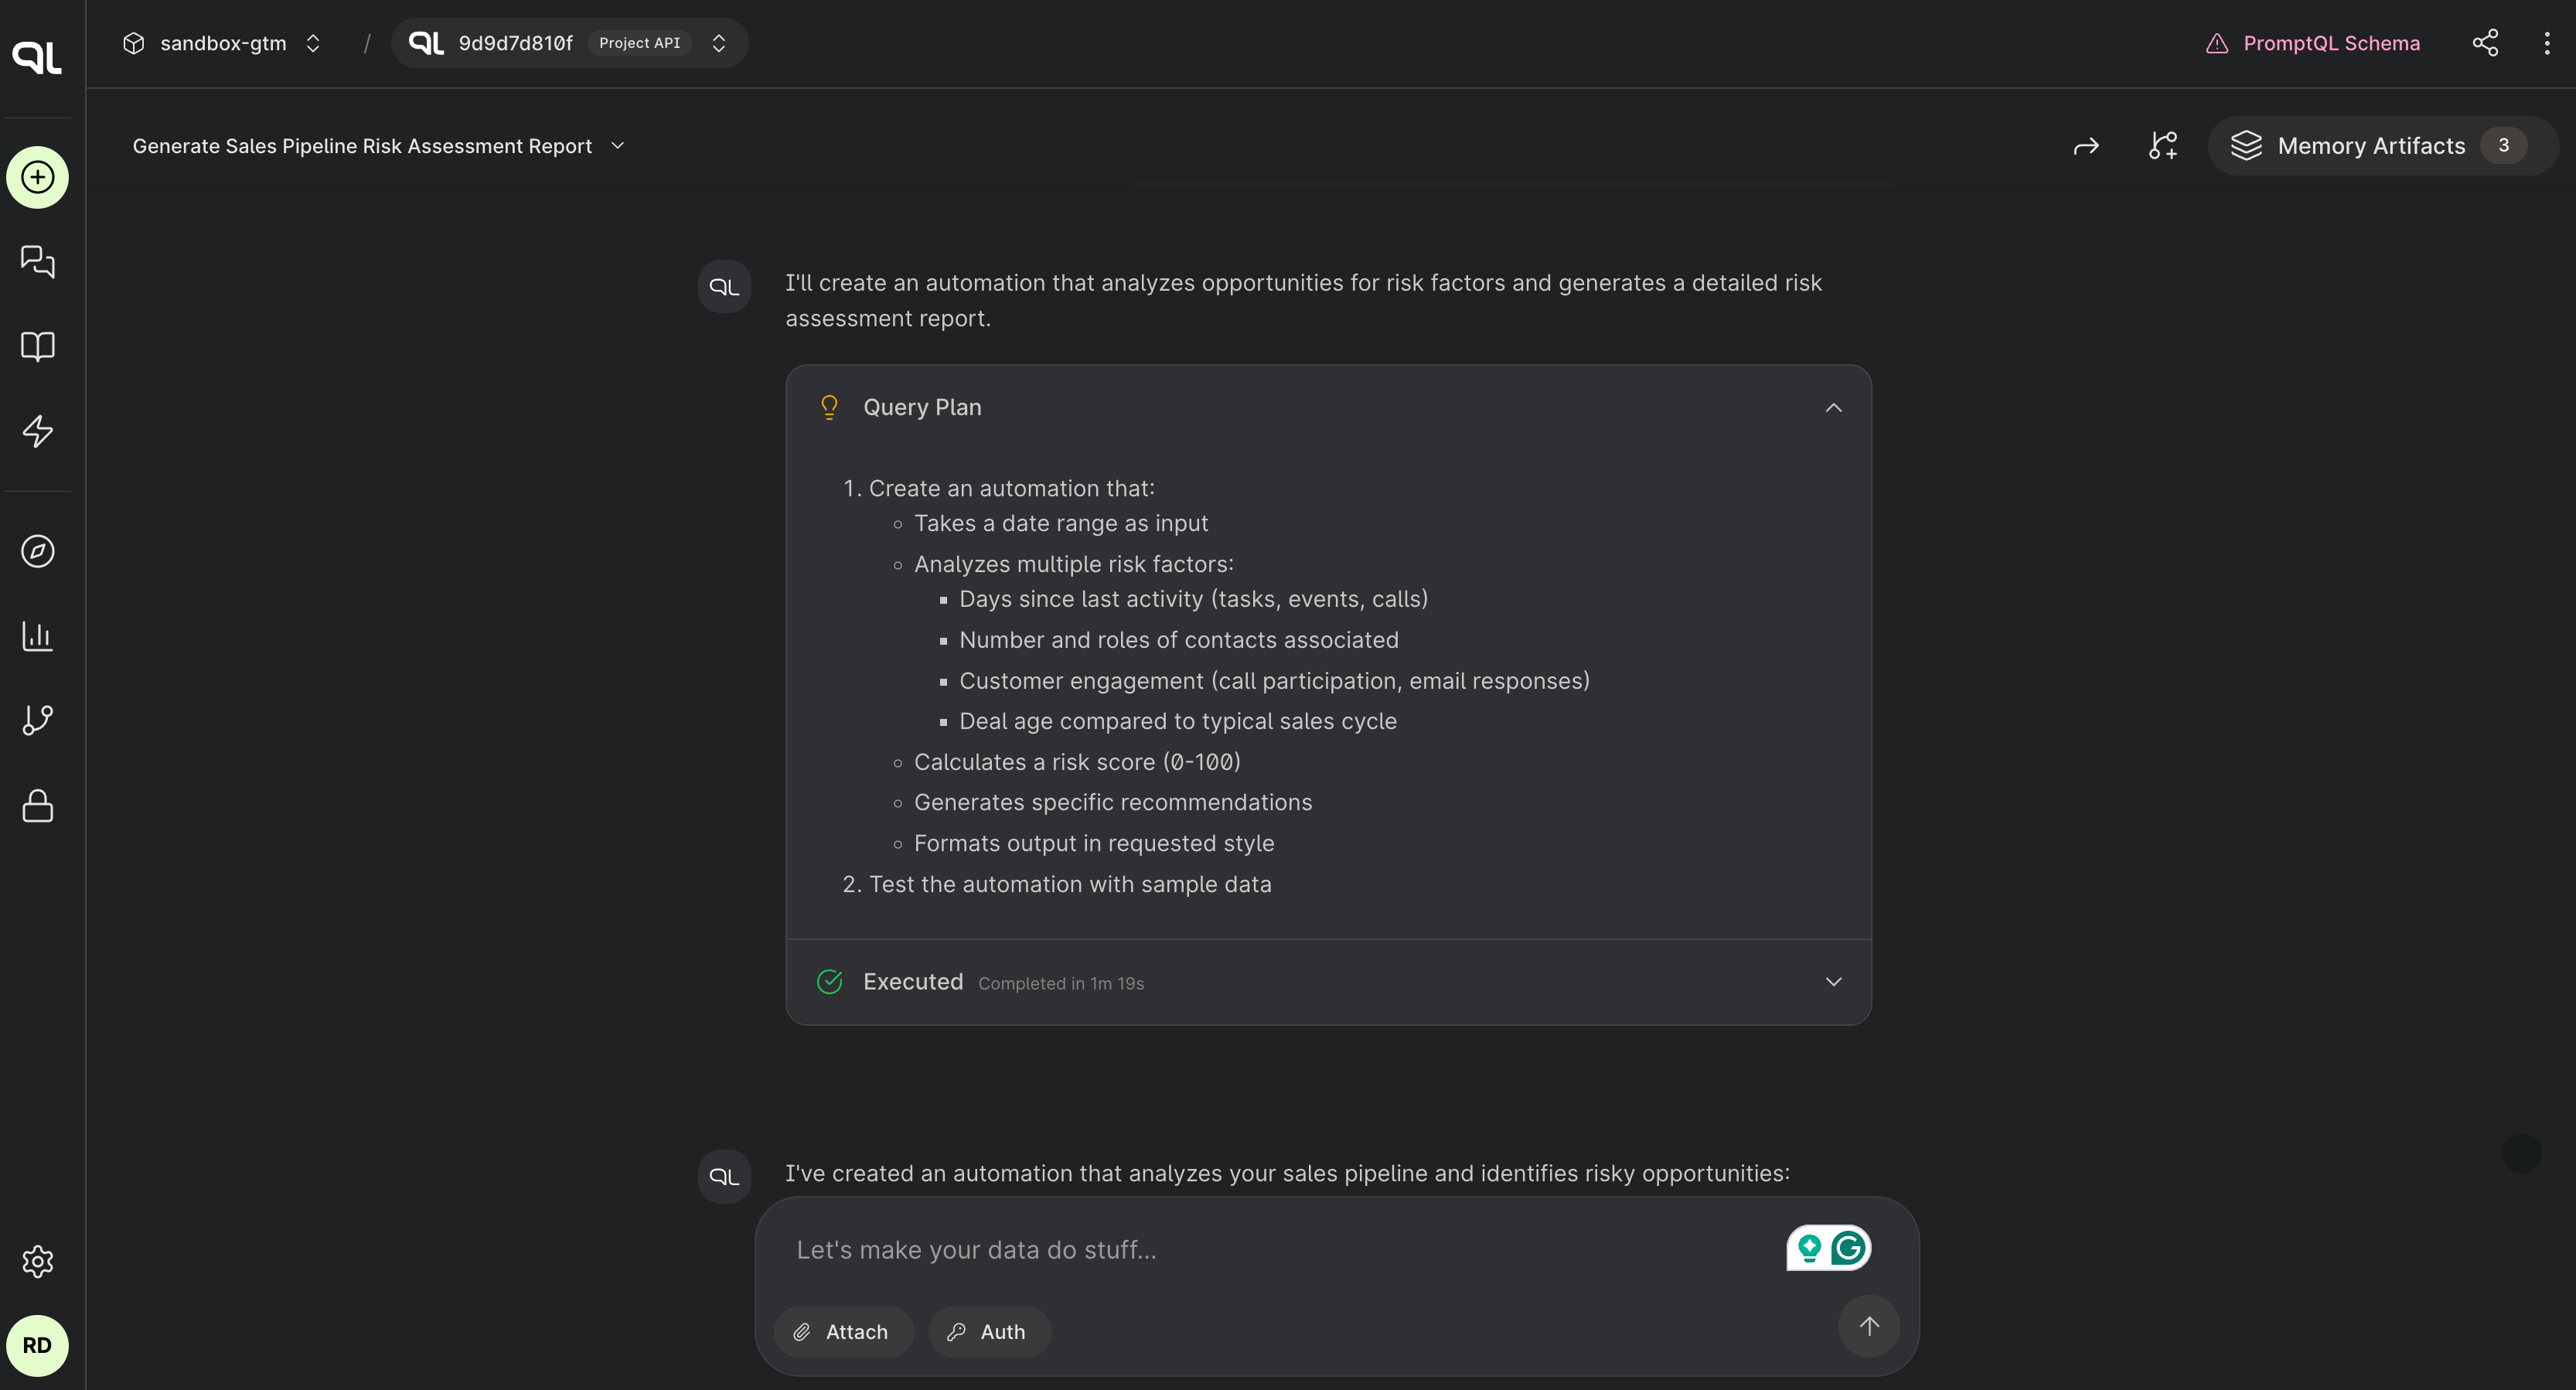 QL
sandbox-gtm
/
QL 9d9d7d810f Project API
PromptQL Schema
Generate Sales Pipeline Risk Assessment Report
Memory Artifacts 3
QL
I'll create an automation that analyzes opportunities for risk factors and generates a detailed risk
assessment report.
Query Plan
1. Create an automation that:
◦ Takes a date range as input
◦ Analyzes multiple risk factors:
▪ Days since last activity (tasks, events, calls)
▪ Number and roles of contacts associated
▪ Customer engagement (call participation, email responses)
▪ Deal age compared to typical sales cycle
◦ Calculates a risk score (0-100)
◦ Generates specific recommendations
◦ Formats output in requested style
2. Test the automation with sample data
Executed Completed in 1m 19s
QL
I've created an automation that analyzes your sales pipeline and identifies risky opportunities:
Let's make your data do stuff...
G
Attach
Auth
RD